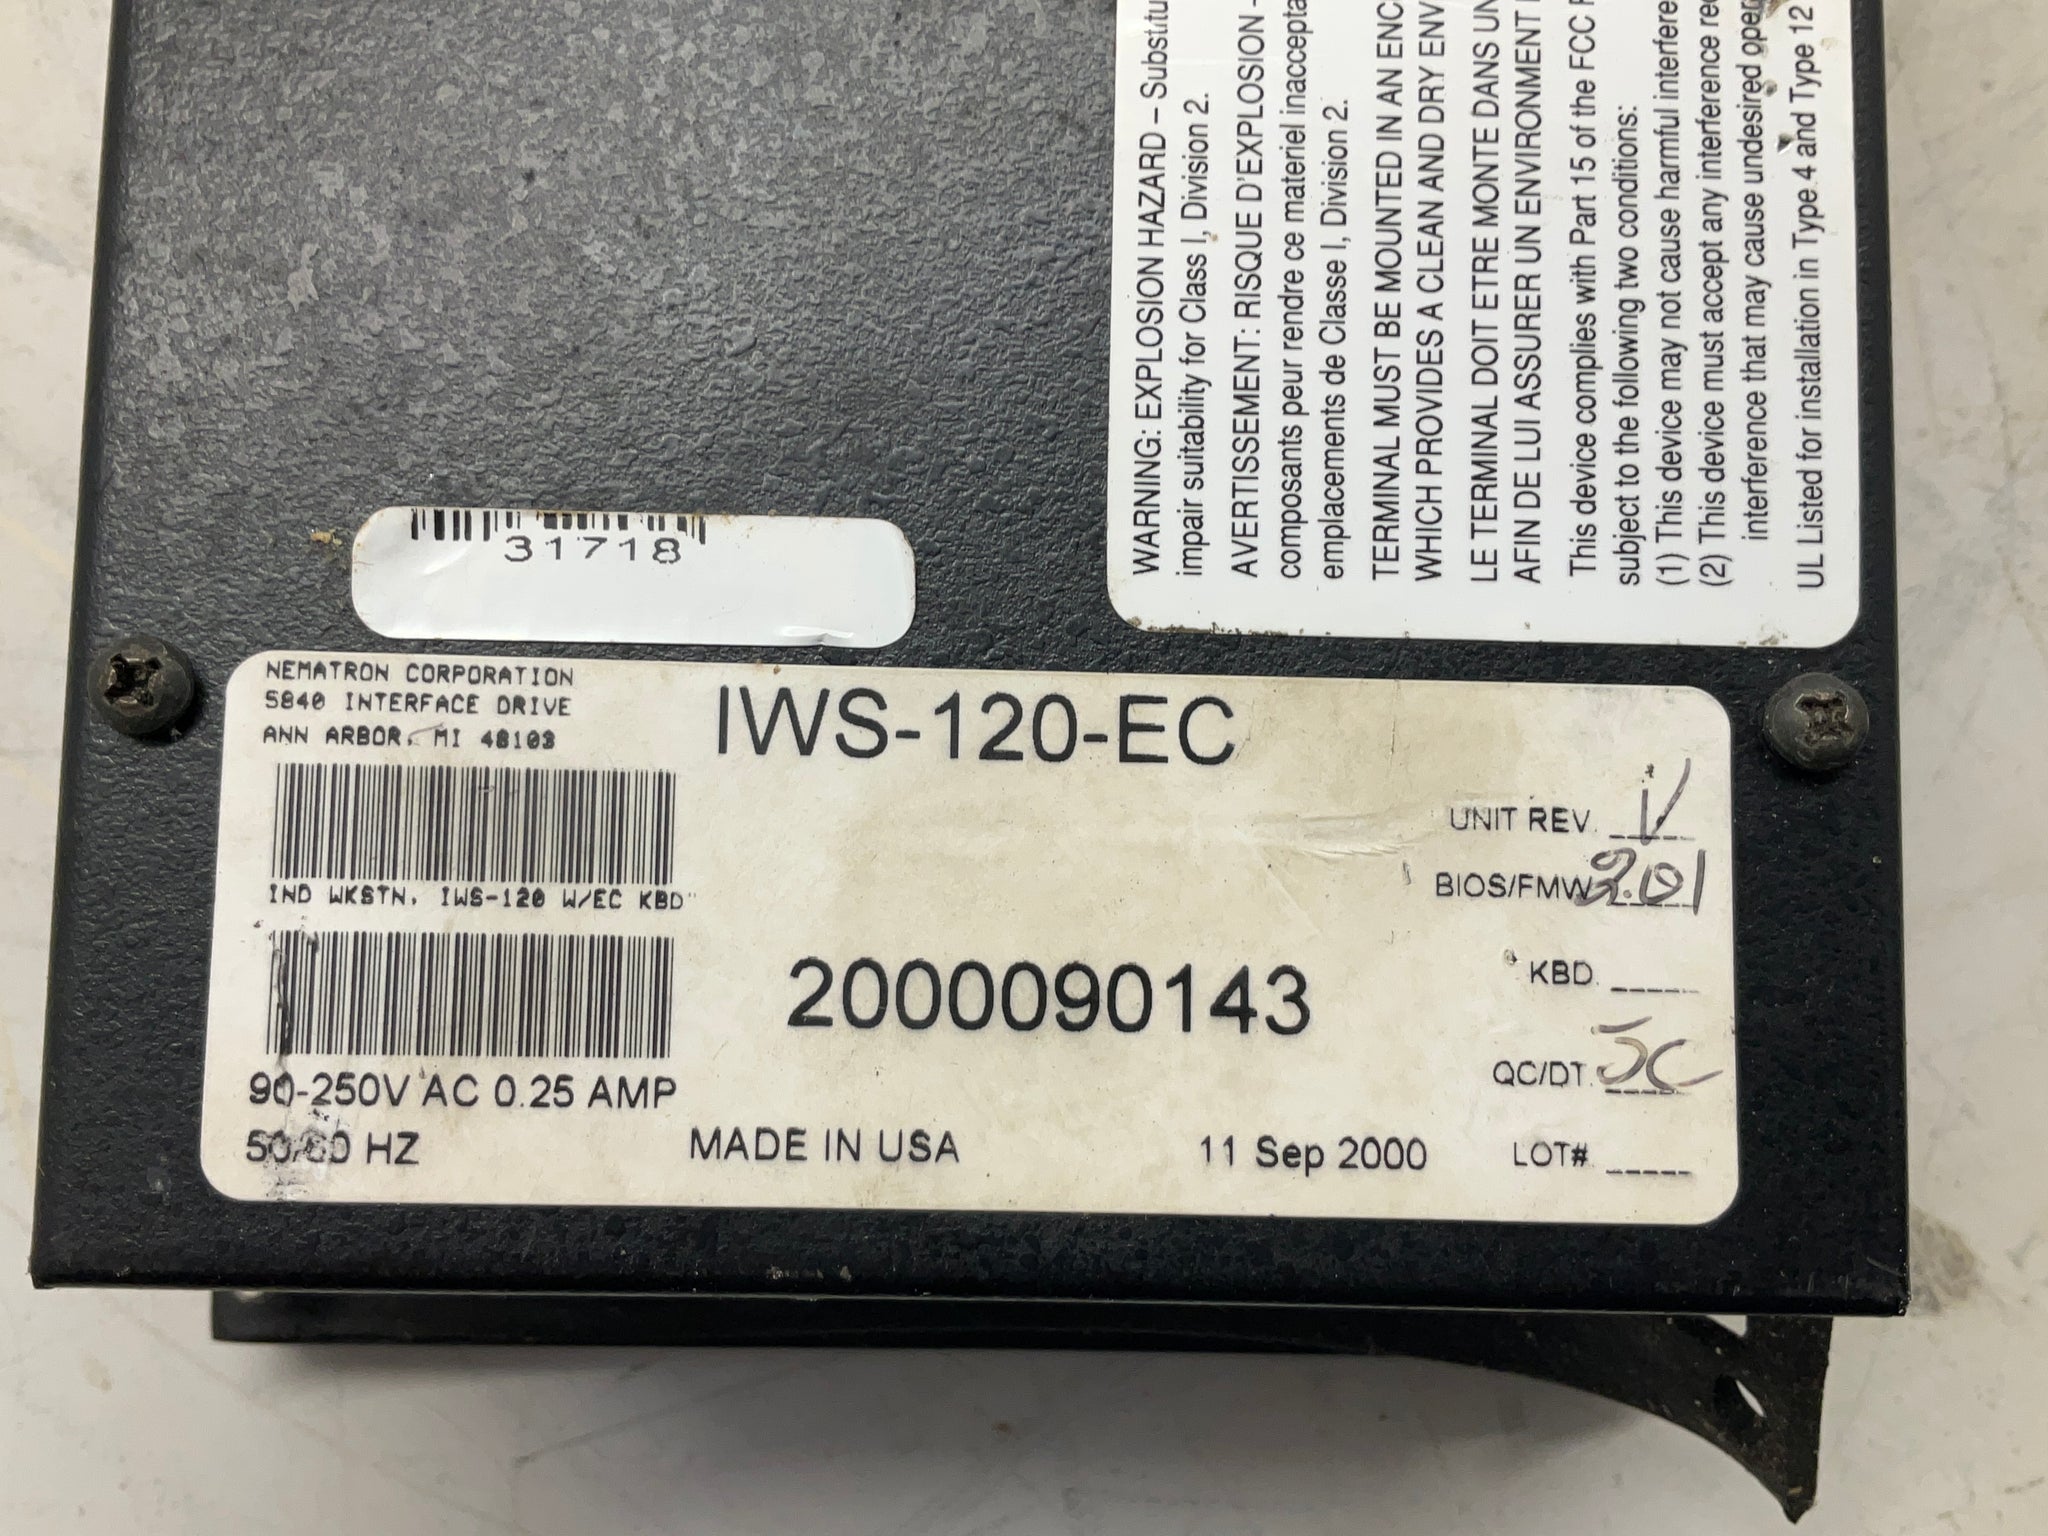 WARNING: EXPLOSION HAZARD – Substitu
impair suitability for Class I, Division 2.
AVERTISSEMENT: RISQUE D'EXPLOSION –
composants peur rendre ce materiel inaccepta
emplacements de Classe I, Division 2.
TERMINAL MUST BE MOUNTED IN AN ENC
WHICH PROVIDES A CLEAN AND DRY ENV
LE TERMINAL DOIT ETRE MONTE DANS UN
AFIN DE LUI ASSURER UN ENVIRONMENT
This device complies with Part 15 of the FCC
subject to the following two conditions:
(1) This device may not cause harmful interfere
(2) This device must accept any interference rec
interference that may cause undesired opera
UL Listed for installation in Type 4 and Type 12
31718
NEMATRON CORPORATION
5840 INTERFACE DRIVE
ANN ARBOR, MI 48103
IWS-120-EC
UNIT REV. V
BIOS/FMW 2.01
IND WKSTN, IWS-120 W/EC KBD"
KBD.
2000090143
QC/DT.
90-250V AC 0.25 AMP
50/60 HZ
MADE IN USA
11 Sep 2000
LOT#